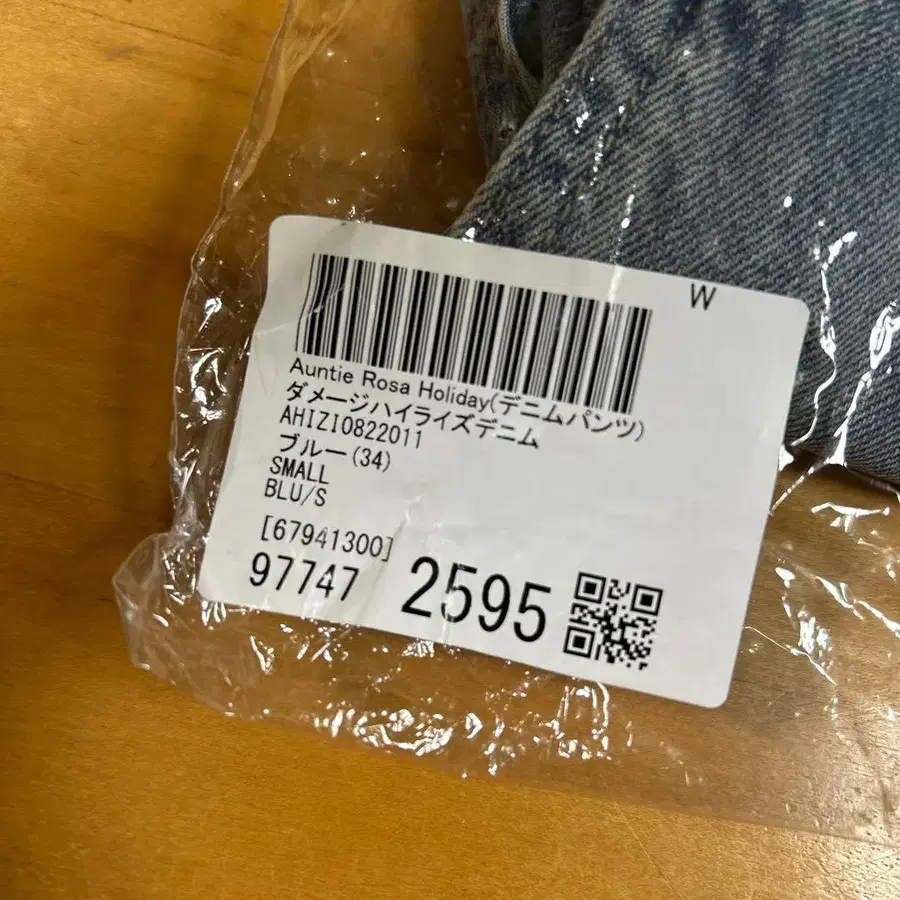 W
Auntie Rosa Holiday(デニムパンツ)
ダメージハイライズデニム
AHIZI0822011
ブルー(34)
SMALL
BLU/S
[67941300]
97747 2595